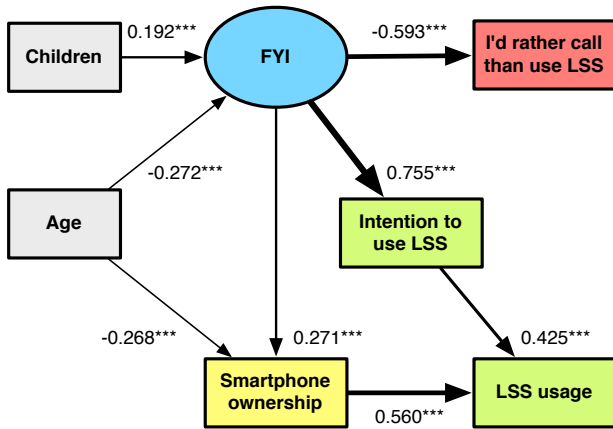 0.192***
-0.593***
Children
FYI
I'd rather call
than use LSS
-0.272***
0.755***
Age
Intention to
use LSS
-0.268***
0.271***
0.425***
Smartphone
ownership
0.560***
LSS usage